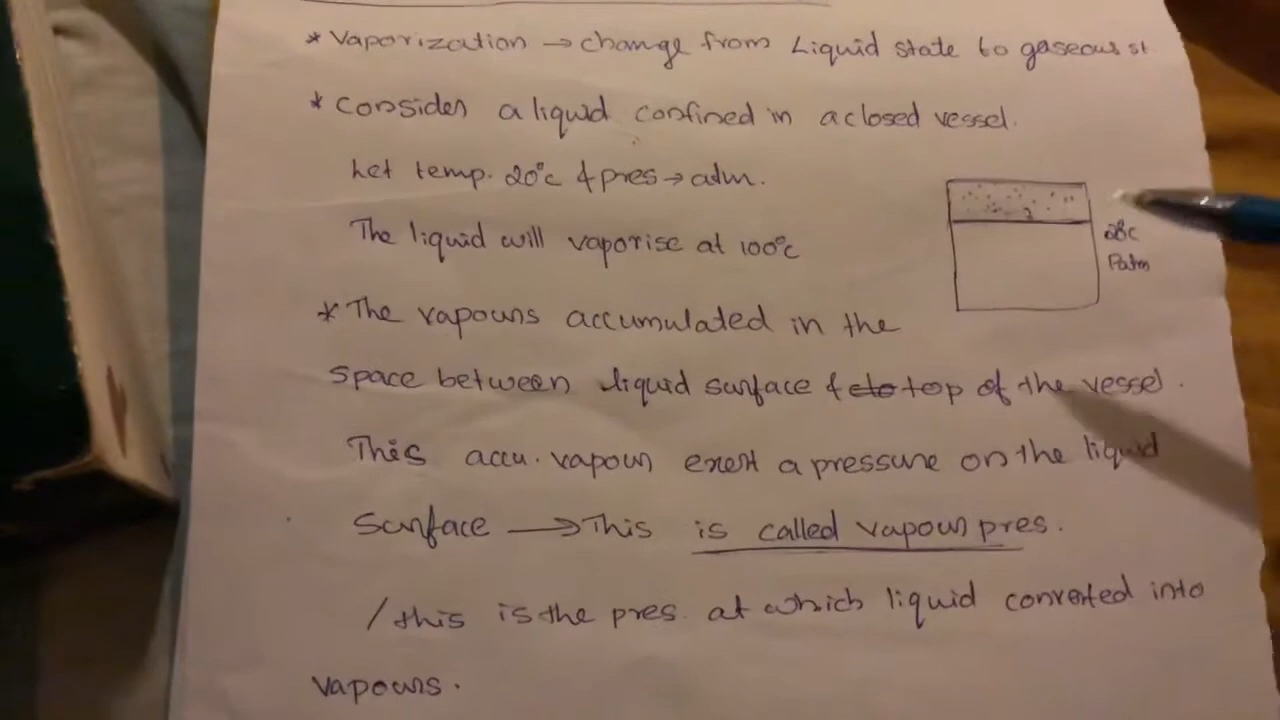 * Vaporization → change from Liquid state to gaseous st
* Consider a liquid confined in a closed vessel.
Let temp. 20°c & pres → atm.
The liquid will vaporise at 100°c
20c
Patm
* The vapours accumulated in the
space between liquid surface & top of the vessel.
This accu. vapour exert a pressure on the liquid
Surface → This is called vapour pres.
/ this is the pres. at which liquid converted into
vapours.